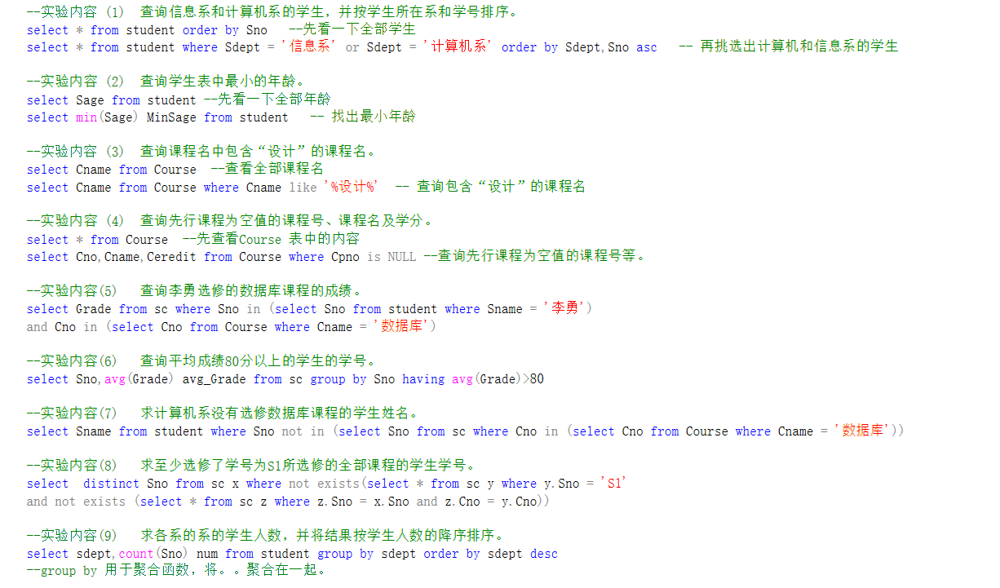 --实验内容 (1)  查询信息系和计算机系的学生，并按学生所在系和学号排序。
select * from student order by Sno   --先看一下全部学生
select * from student where Sdept = '信息系' or Sdept = '计算机系' order by Sdept,Sno asc   -- 再挑选出计算机和信息系的学生
--实验内容 (2)  查询学生表中最小的年龄。
select Sage from student --先看一下全部年龄
select min(Sage) MinSage from student   -- 找出最小年龄
--实验内容 (3)  查询课程名中包含“设计”的课程名。
select Cname from Course  --查看全部课程名
select Cname from Course where Cname like '%设计%'  -- 查询包含“设计”的课程名
--实验内容 (4)  查询先行课程为空值的课程号、课程名及学分。
select * from Course  --先查看Course 表中的内容
select Cno,Cname,Ceredit from Course where Cpno is NULL --查询先行课程为空值的课程号等。
--实验内容(5)   查询李勇选修的数据库课程的成绩。
select Grade from sc where Sno in (select Sno from student where Sname = '李勇')
and Cno in (select Cno from Course where Cname = '数据库')
--实验内容(6)   查询平均成绩80分以上的学生的学号。
select Sno,avg(Grade) avg_Grade from sc group by Sno having avg(Grade)>80
--实验内容(7)   求计算机系没有选修数据库课程的学生姓名。
select Sname from student where Sno not in (select Sno from sc where Cno in (select Cno from Course where Cname = '数据库'))
--实验内容(8)   求至少选修了学号为S1所选修的全部课程的学生学号。
select  distinct Sno from sc x where not exists(select * from sc y where y.Sno = 'S1'
and not exists (select * from sc z where z.Sno = x.Sno and z.Cno = y.Cno))
--实验内容(9)   求各系的系的学生人数，并将结果按学生人数的降序排序。
select sdept,count(Sno) num from student group by sdept order by sdept desc
--group by 用于聚合函数，将。。聚合在一起。